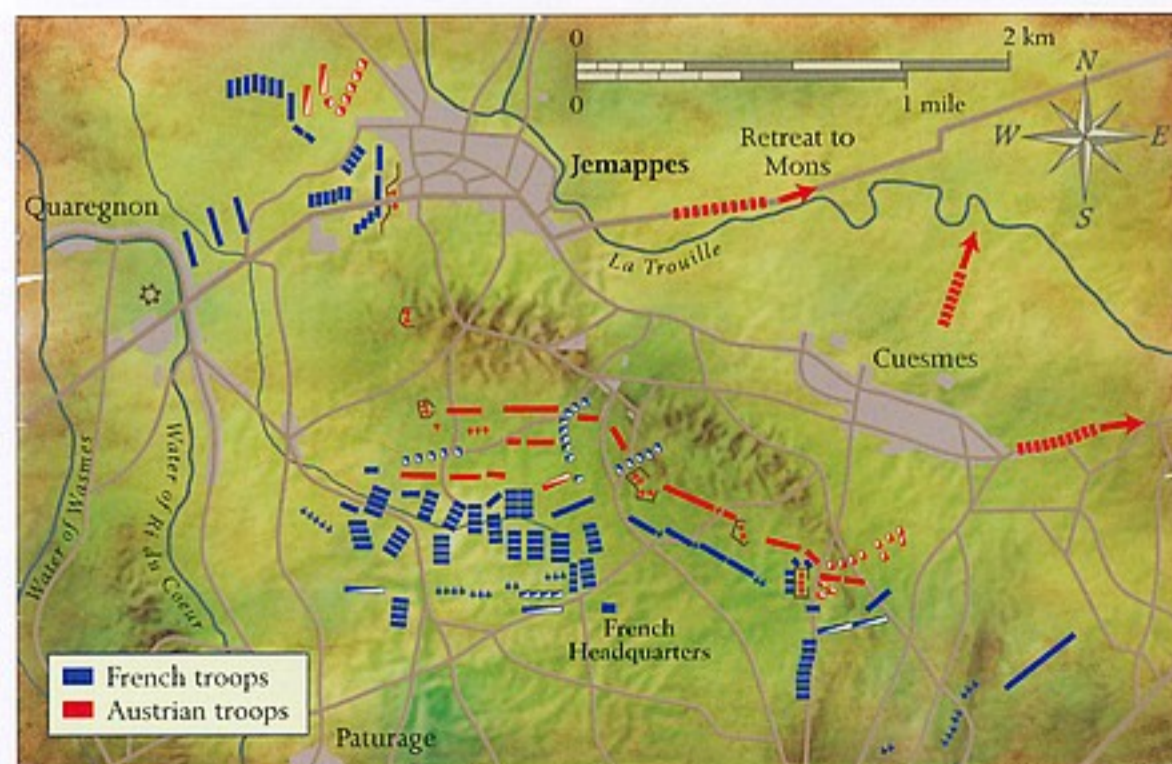 0
2 km
0
1 mile
N
W
E
S
Retreat to
Mons
Jemappes
Quaregnon
La Trouille
Cuesmes
Water of Wasmes
Water of Ri du Coeur
French
Headquarters
French troops
Austrian troops
Paturage